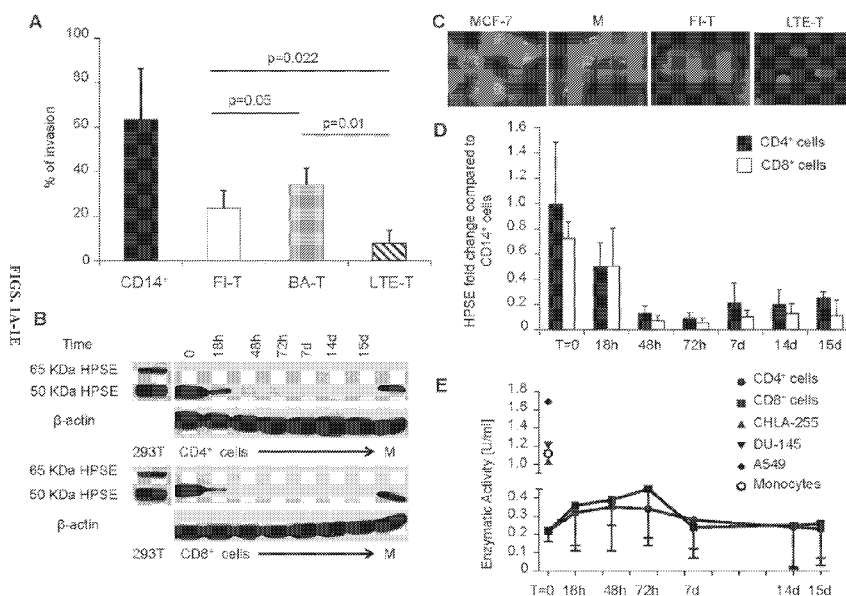 A
% of invasion
100
80
60
40
20
0
p=0.022
p=0.05
p=0.01
CD14⁺
FI-T
BA-T
LTE-T
FIGS. 1A-1E
B
Time
0
18h
48h
72h
7d
14d
15d
65 KDa HPSE
50 KDa HPSE
β-actin
293T
CD4⁺ cells
M
65 KDa HPSE
50 KDa HPSE
β-actin
293T
CD8⁺ cells
M
C
MCF-7
M
FI-T
LTE-T
D
HPSE fold change compared to
CD14⁺ cells
1.6
1.4
1.2
1.0
0.8
0.6
0.4
0.2
0
CD4⁺ cells
CD8⁺ cells
T=0
18h
48h
72h
7d
14d
15d
E
Enzymatic Activity [U/ml]
1.8
1.6
1.4
1.2
1.0
0.4
0.3
0.2
0.1
0
CD4⁺ cells
CD8⁺ cells
CHLA-255
DU-145
A549
Monocytes
T=0
18h
48h
72h
7d
14d
15d